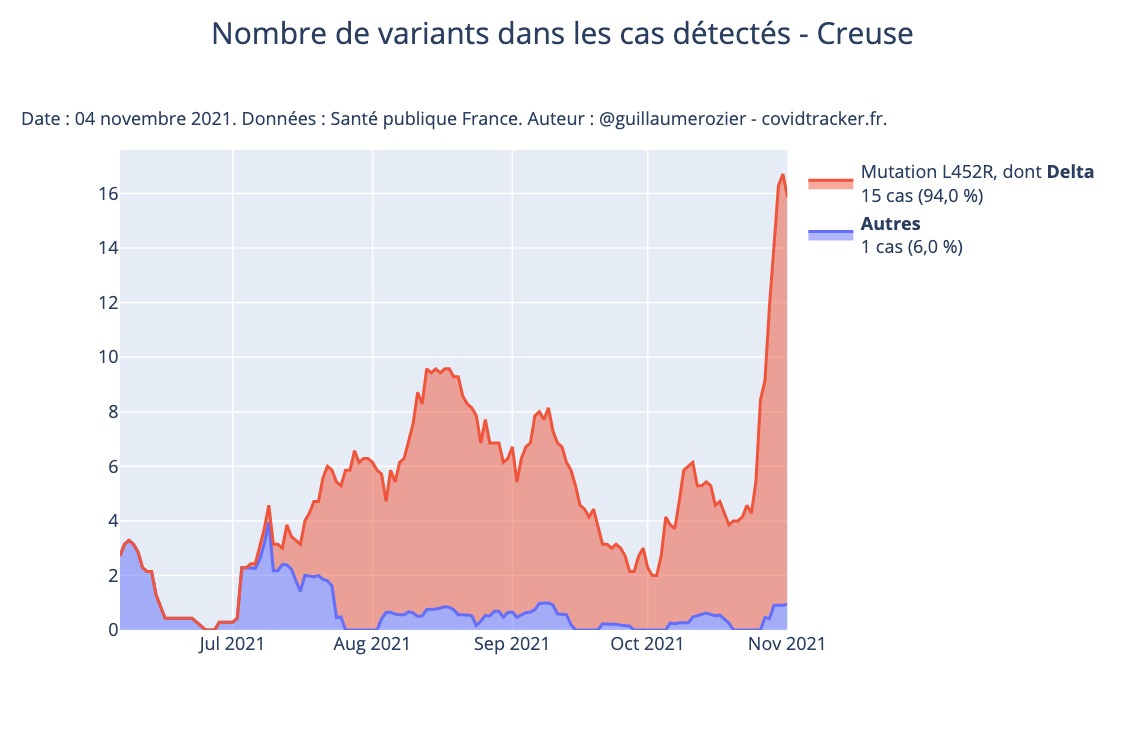 Nombre de variants dans les cas détectés - Creuse
Date : 04 novembre 2021. Données : Santé publique France. Auteur : @guillaumerozier - covidtracker.fr.
Mutation L452R, dont Delta
15 cas (94,0 %)
Autres
1 cas (6,0 %)
16
14
12
10
8
6
4
2
0
Jul 2021 Aug 2021 Sep 2021 Oct 2021 Nov 2021